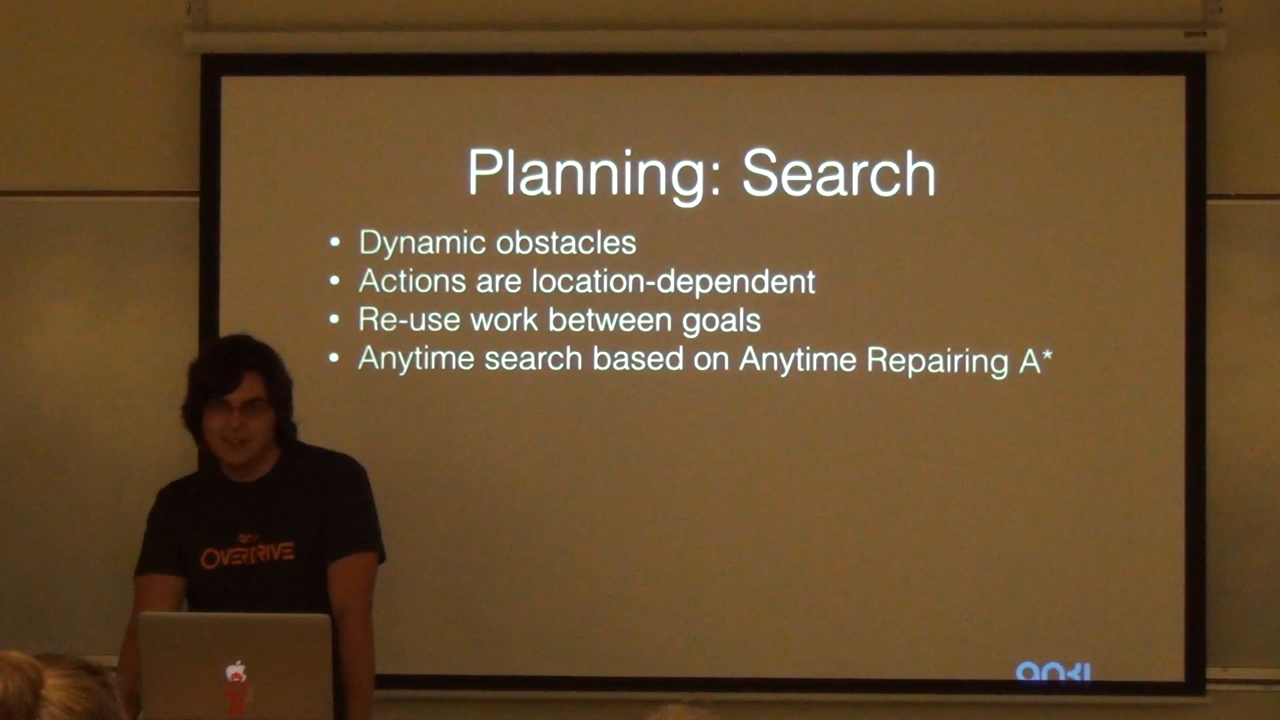 Planning: Search
• Dynamic obstacles
• Actions are location-dependent
• Re-use work between goals
• Anytime search based on Anytime Repairing A*
OVERDRIVE
ANKI